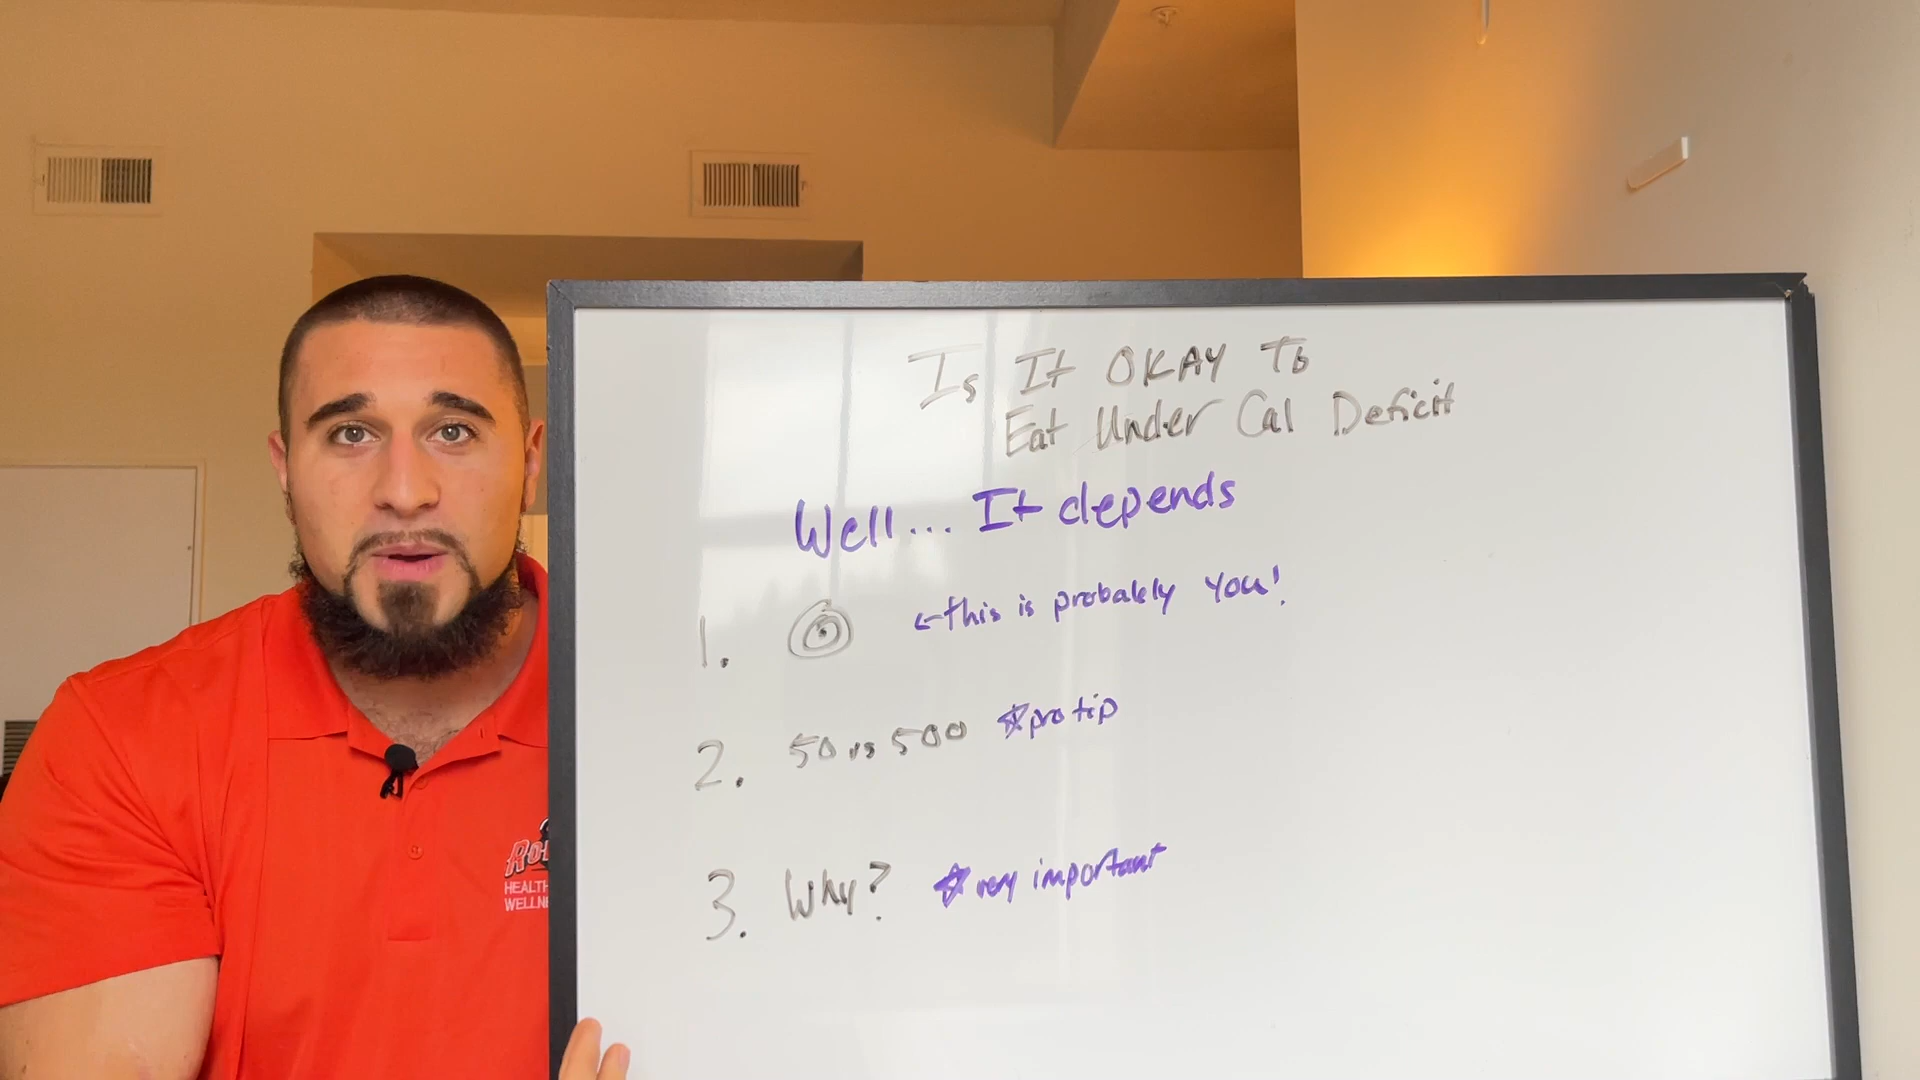 Is It OKAY To
Eat Under Cal Deficit
Well... It depends
1. ←this is probably you!
2. 50 vs 500 ☆pro tip
3. Why? ☆very important
HEALTH